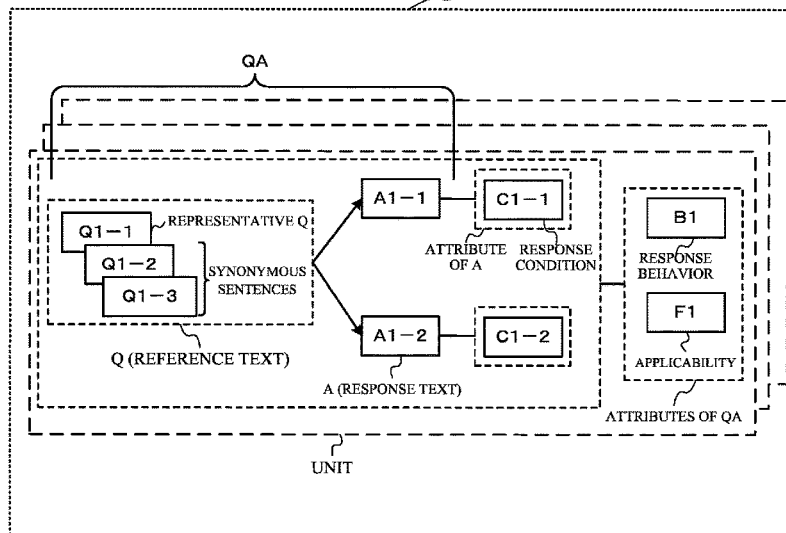 QA
Q1-1
REPRESENTATIVE Q
Q1-2
SYNONYMOUS
SENTENCES
Q1-3
Q (REFERENCE TEXT)
A1-1
C1-1
ATTRIBUTE
OF A
RESPONSE
CONDITION
A1-2
C1-2
A (RESPONSE TEXT)
B1
RESPONSE
BEHAVIOR
F1
APPLICABILITY
ATTRIBUTES OF QA
UNIT